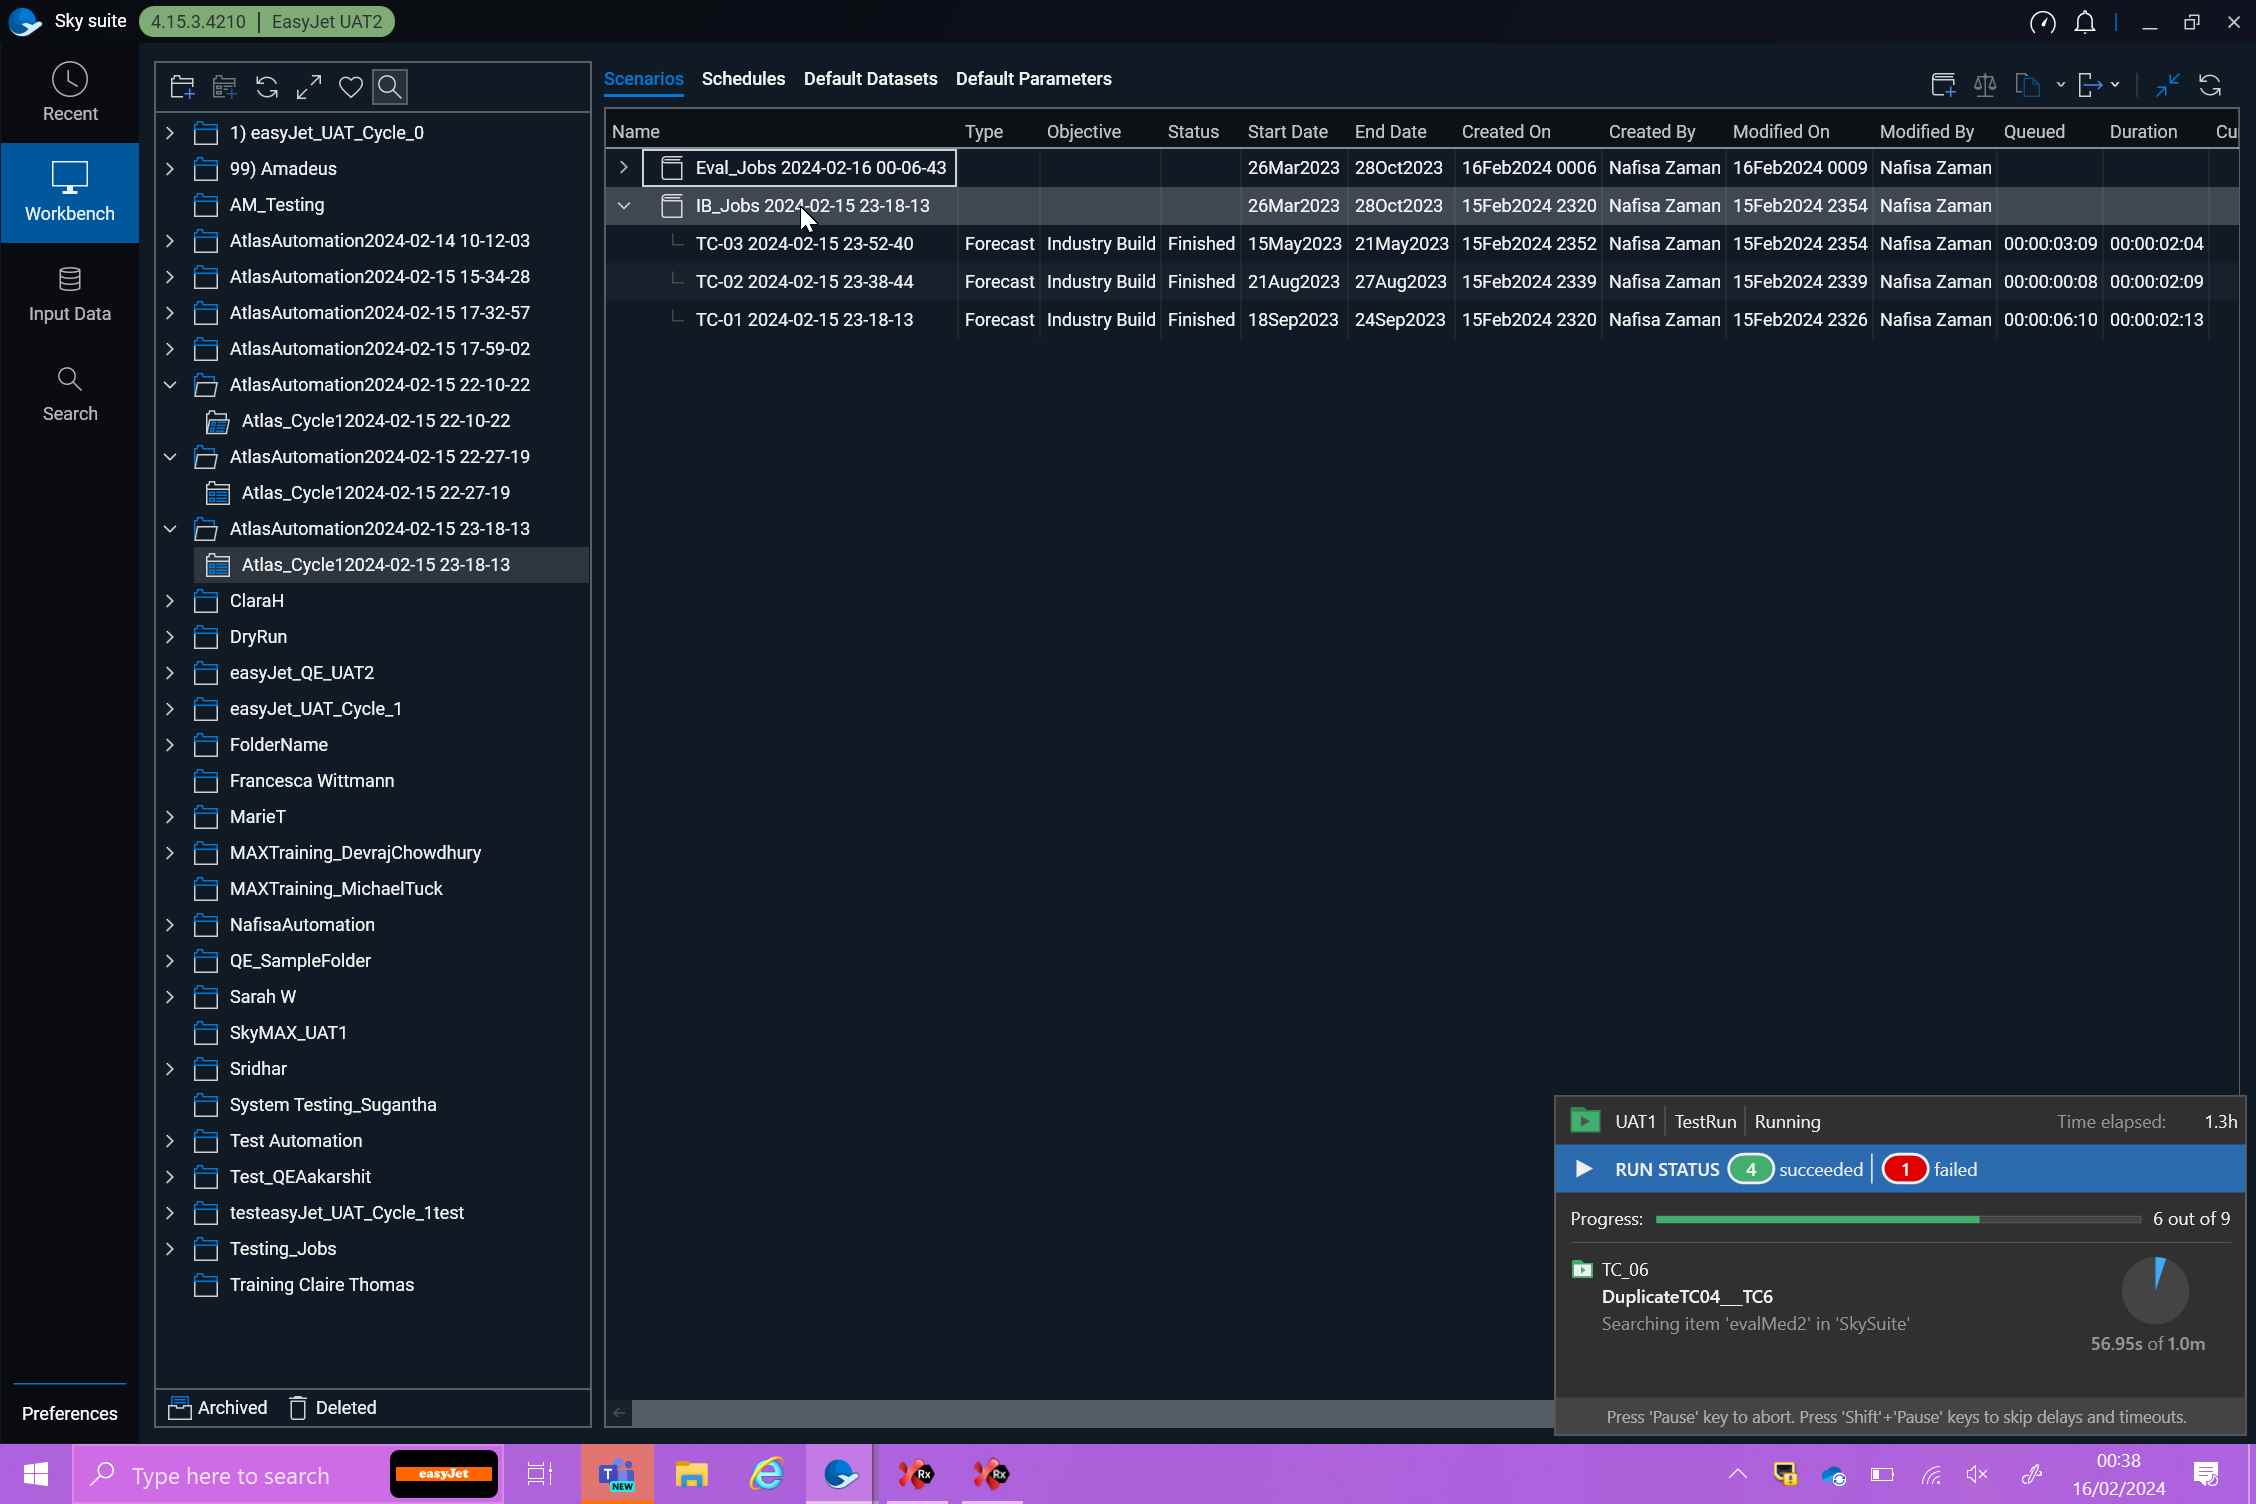 Sky suite 4.15.3.4210 | EasyJet UAT2
Recent
Workbench
Input Data
Search
Preferences
1) easyJet_UAT_Cycle_0
99) Amadeus
AM_Testing
AtlasAutomation2024-02-14 10-12-03
AtlasAutomation2024-02-15 15-34-28
AtlasAutomation2024-02-15 17-32-57
AtlasAutomation2024-02-15 17-59-02
AtlasAutomation2024-02-15 22-10-22
Atlas_Cycle12024-02-15 22-10-22
AtlasAutomation2024-02-15 22-27-19
Atlas_Cycle12024-02-15 22-27-19
AtlasAutomation2024-02-15 23-18-13
Atlas_Cycle12024-02-15 23-18-13
ClaraH
DryRun
easyJet_QE_UAT2
easyJet_UAT_Cycle_1
FolderName
Francesca Wittmann
MarieT
MAXTraining_DevrajChowdhury
MAXTraining_MichaelTuck
NafisaAutomation
QE_SampleFolder
Sarah W
SkyMAX_UAT1
Sridhar
System Testing_Sugantha
Test Automation
Test_QEAakarshit
testeasyJet_UAT_Cycle_1test
Testing_Jobs
Training Claire Thomas
Archived Deleted
Scenarios Schedules Default Datasets Default Parameters
Name Type Objective Status Start Date End Date Created On Created By Modified On Modified By Queued Duration Cu
Eval_Jobs 2024-02-16 00-06-43 26Mar2023 28Oct2023 16Feb2024 0006 Nafisa Zaman 16Feb2024 0009 Nafisa Zaman
IB_Jobs 2024-02-15 23-18-13 26Mar2023 28Oct2023 15Feb2024 2320 Nafisa Zaman 15Feb2024 2354 Nafisa Zaman
TC-03 2024-02-15 23-52-40 Forecast Industry Build Finished 15May2023 21May2023 15Feb2024 2352 Nafisa Zaman 15Feb2024 2354 Nafisa Zaman 00:00:03:09 00:00:02:04
TC-02 2024-02-15 23-38-44 Forecast Industry Build Finished 21Aug2023 27Aug2023 15Feb2024 2339 Nafisa Zaman 15Feb2024 2339 Nafisa Zaman 00:00:00:08 00:00:02:09
TC-01 2024-02-15 23-18-13 Forecast Industry Build Finished 18Sep2023 24Sep2023 15Feb2024 2320 Nafisa Zaman 15Feb2024 2326 Nafisa Zaman 00:00:06:10 00:00:02:13
UAT1 TestRun Running Time elapsed: 1.3h
RUN STATUS 4 succeeded 1 failed
Progress: 6 out of 9
TC_06
DuplicateTC04__TC6
Searching item 'evalMed2' in 'SkySuite'
56.95s of 1.0m
Press 'Pause' key to abort. Press 'Shift'+'Pause' keys to skip delays and timeouts.
Type here to search
easyJet
T NEW
Rx
Rx
00:38
16/02/2024